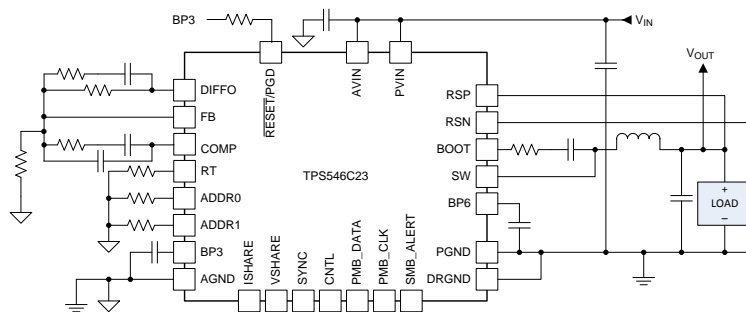 BP3
V_IN
V_OUT
RESET/PGD
AVIN
PVIN
DIFFO
FB
COMP
RT
ADDR0
ADDR1
BP3
AGND
TPS546C23
RSP
RSN
BOOT
SW
BP6
PGND
DRGND
+
LOAD
–
ISHARE
VSHARE
SYNC
CNTL
PMB_DATA
PMB_CLK
SMB_ALERT